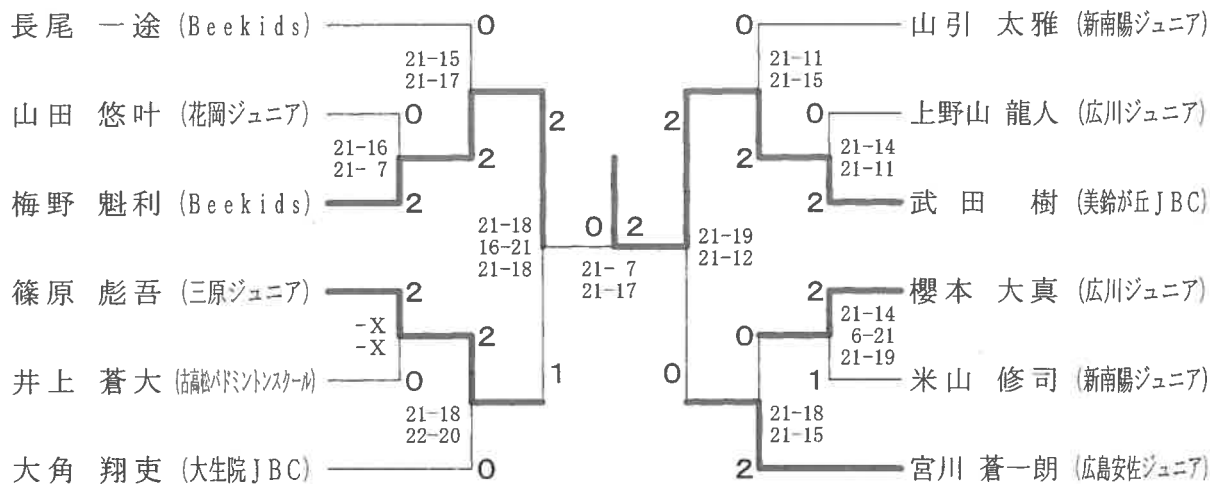 長尾 一途 (Beekids) 0 0 山引 太雅 (新南陽ジュニア)
21-15 21-11
21-17 21-15
山田 悠叶 (花岡ジュニア) 0 2 2 0 上野山 龍人 (広川ジュニア)
21-16 21-14
21- 7 2 2 21-11
梅野 魁利 (Beekids) 2 2 武田 樹 (美鈴が丘JBC)
21-18 0 2 21-19
16-21 21-12
21-18 21- 7
21-17
篠原 彪吾 (三原ジュニア) 2 2 櫻本 大真 (広川ジュニア)
-X 2 0 21-14
-X 6-21
21-19
井上 蒼大 (古高松バドミントンスクール) 0 1 0 1 米山 修司 (新南陽ジュニア)
21-18 21-18
22-20 21-15
大角 翔吏 (大生院JBC) 0 2 宮川 蒼一朗 (広島安佐ジュニア)